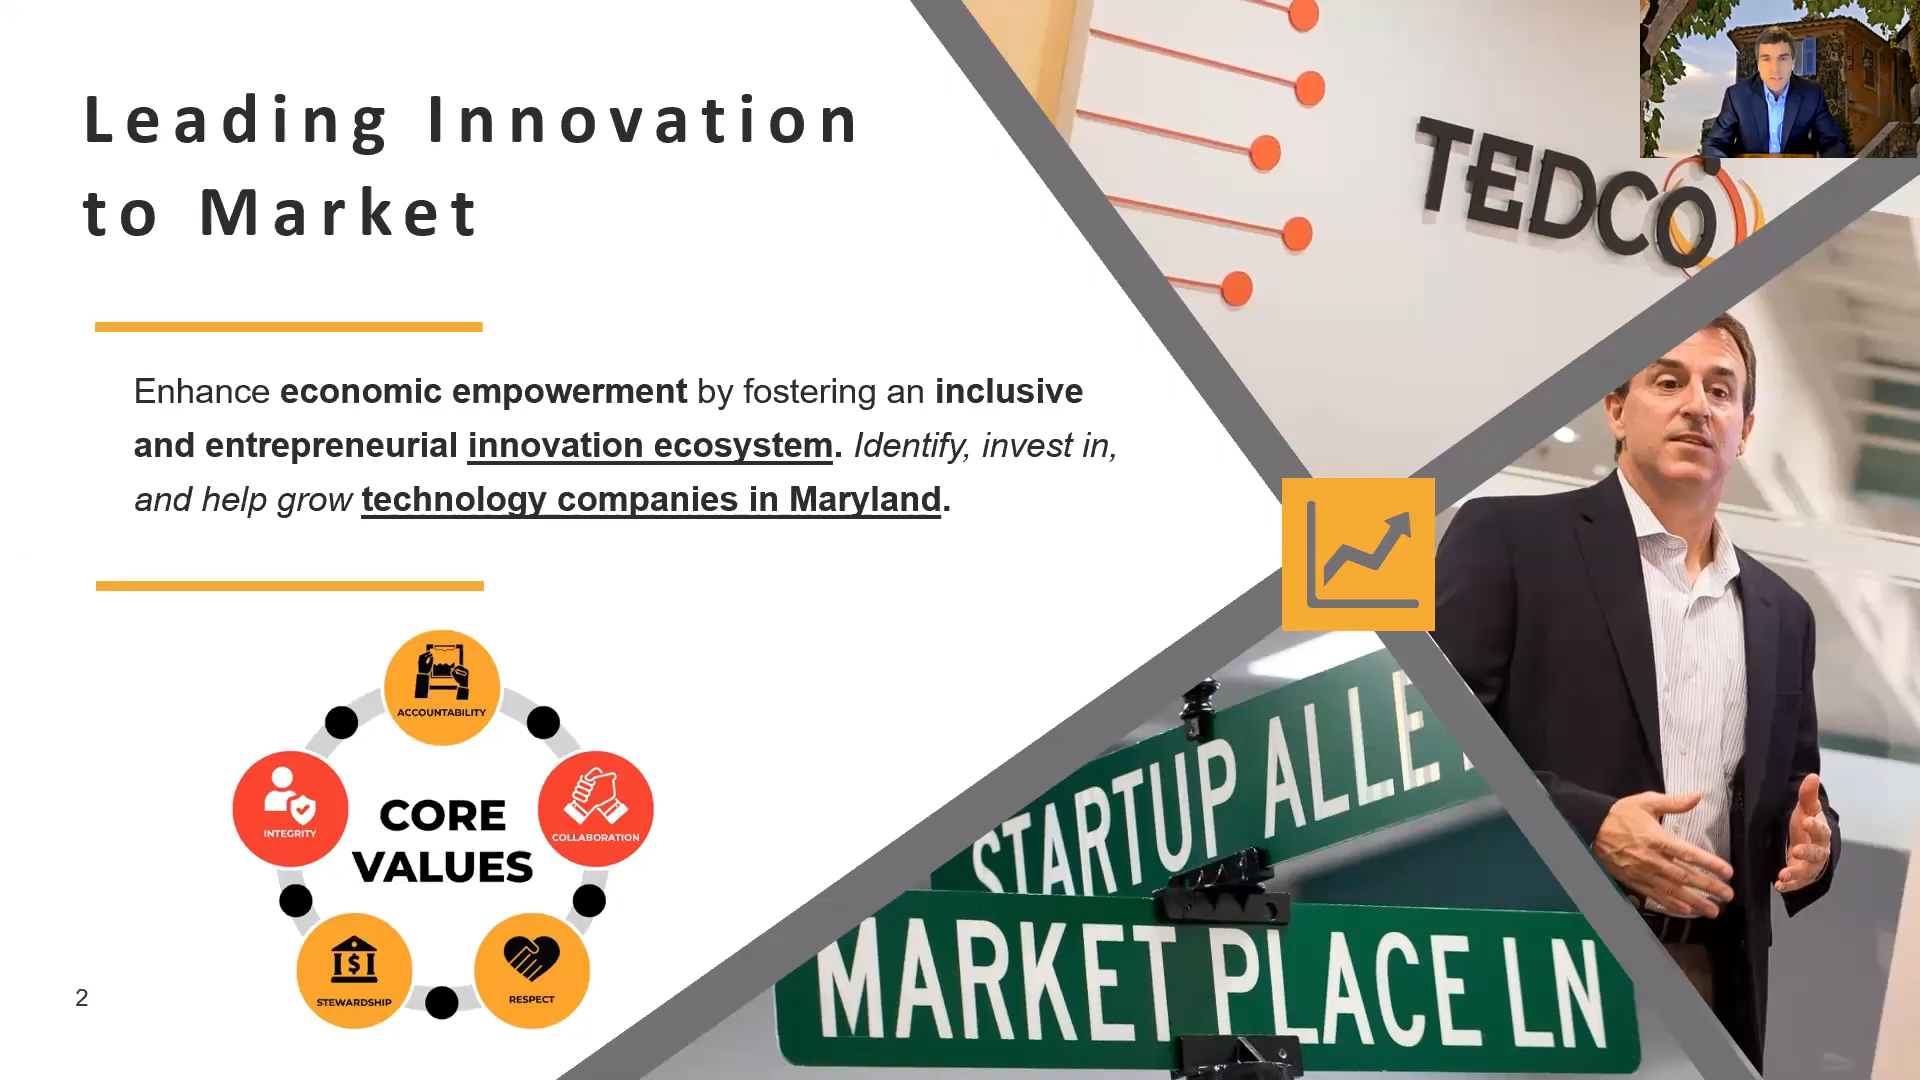 Leading Innovation
to Market
Enhance economic empowerment by fostering an inclusive
and entrepreneurial innovation ecosystem. Identify, invest in,
and help grow technology companies in Maryland.
ACCOUNTABILITY
INTEGRITY
COLLABORATION
CORE
VALUES
STEWARDSHIP
RESPECT
2
TEDCO
STARTUP ALLE
MARKET PLACE LN